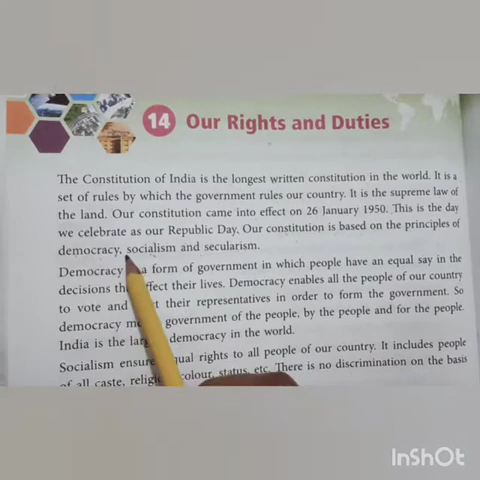 14 Our Rights and Duties
The Constitution of India is the longest written constitution in the world. It is a
set of rules by which the government rules our country. It is the supreme law of
the land. Our constitution came into effect on 26 January 1950. This is the day
we celebrate as our Republic Day. Our constitution is based on the principles of
democracy, socialism and secularism.
Democracy a form of government in which people have an equal say in the
decisions their lives. Democracy enables all the people of our country
to vote and their representatives in order to form the government. So
democracy government of the people, by the people and for the people.
India is the democracy in the world.
Socialism rights to all people of our country. It includes people
of all caste, colour, status, etc. There is no discrimination on the basis
InShOt